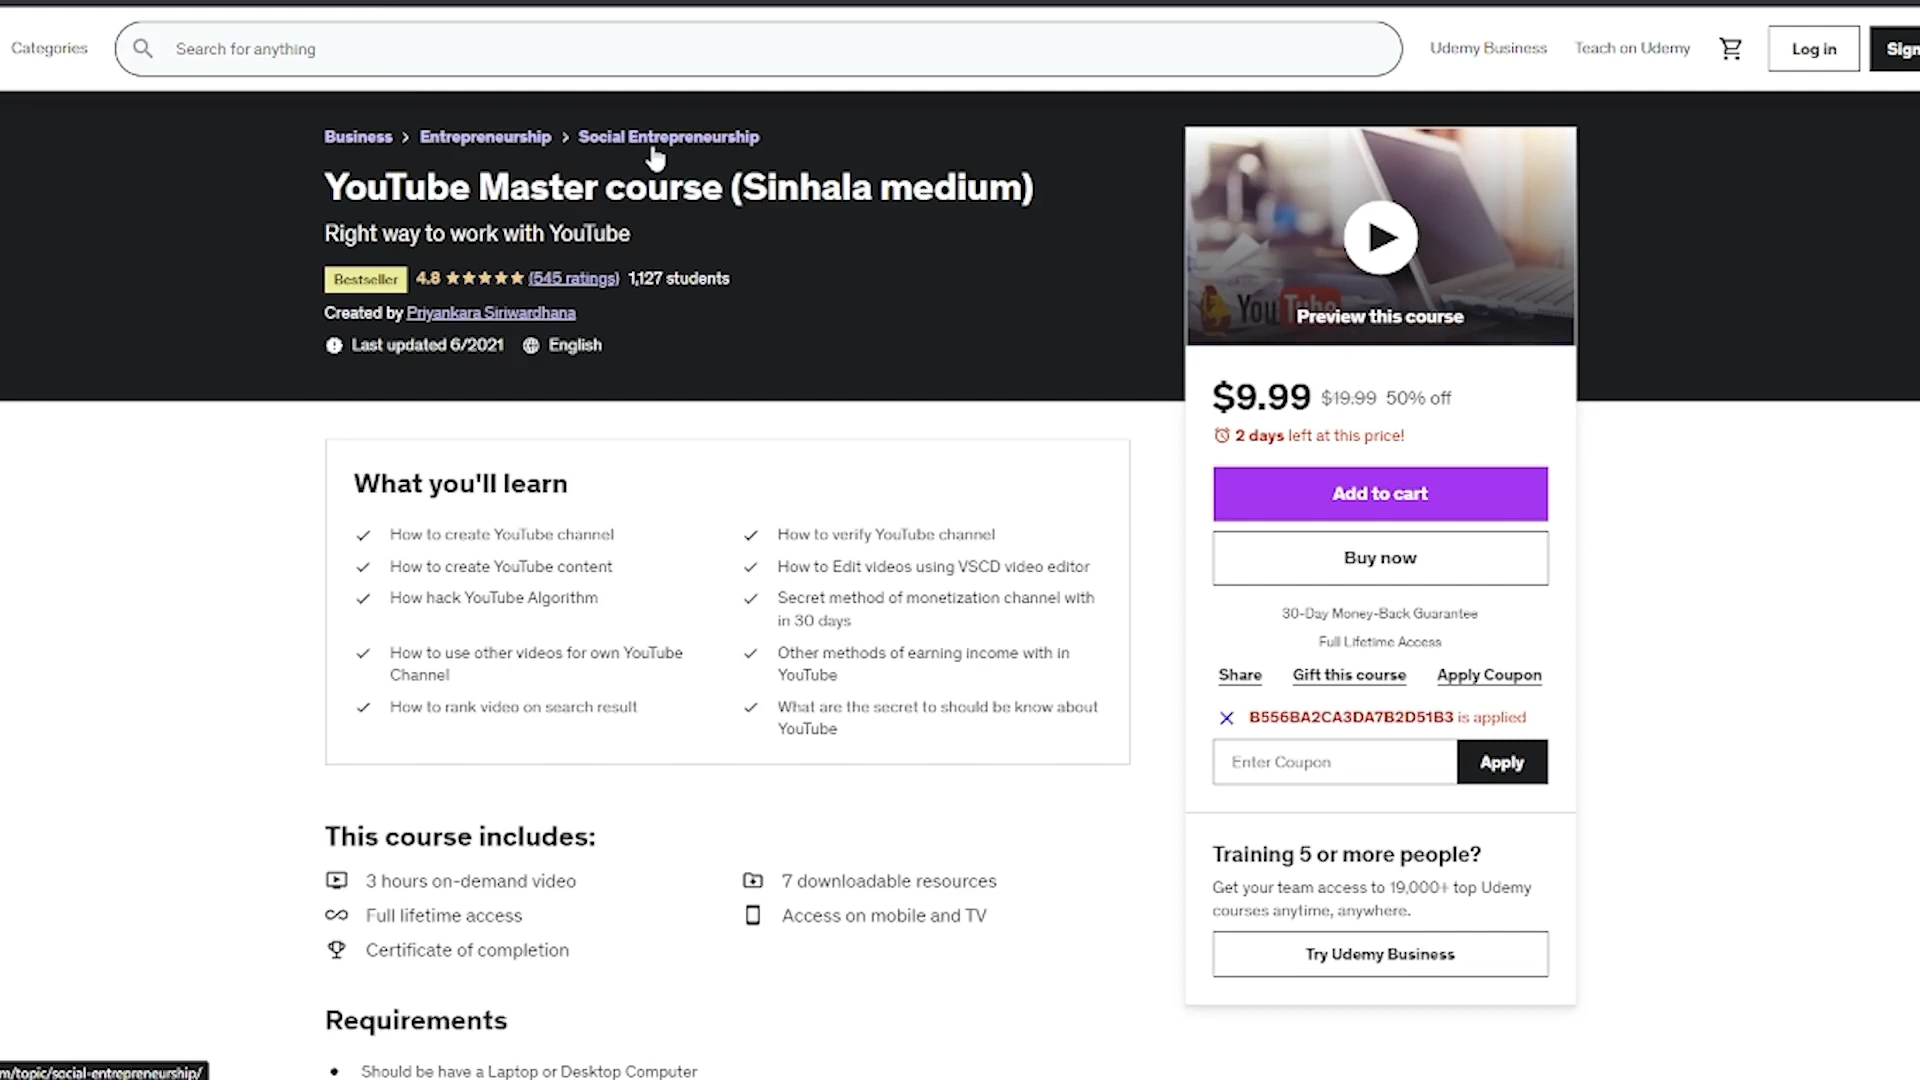 Categories
Search for anything
Udemy Business
Teach on Udemy
Log in
Sign
Business > Entrepreneurship > Social Entrepreneurship
YouTube Master course (Sinhala medium)
Right way to work with YouTube
Bestseller 4.8 (545 ratings) 1,127 students
Created by Priyankara Siriwardhana
Last updated 6/2021 English
You Tube
Preview this course
$9.99 $19.99 50% off
2 days left at this price!
Add to cart
Buy now
30-Day Money-Back Guarantee
Full Lifetime Access
Share Gift this course Apply Coupon
B556BA2CA3DA7B2D51B3 is applied
Enter Coupon Apply
Training 5 or more people?
Get your team access to 19,000+ top Udemy
courses anytime, anywhere.
Try Udemy Business
What you'll learn
How to create YouTube channel
How to verify YouTube channel
How to create YouTube content
How to Edit videos using VSCD video editor
How hack YouTube Algorithm
Secret method of monetization channel with
in 30 days
How to use other videos for own YouTube
Channel
Other methods of earning income with in
YouTube
How to rank video on search result
What are the secret to should be know about
YouTube
This course includes:
3 hours on-demand video
7 downloadable resources
Full lifetime access
Access on mobile and TV
Certificate of completion
Requirements
Should be have a Laptop or Desktop Computer
m/topic/social-entrepreneurship/